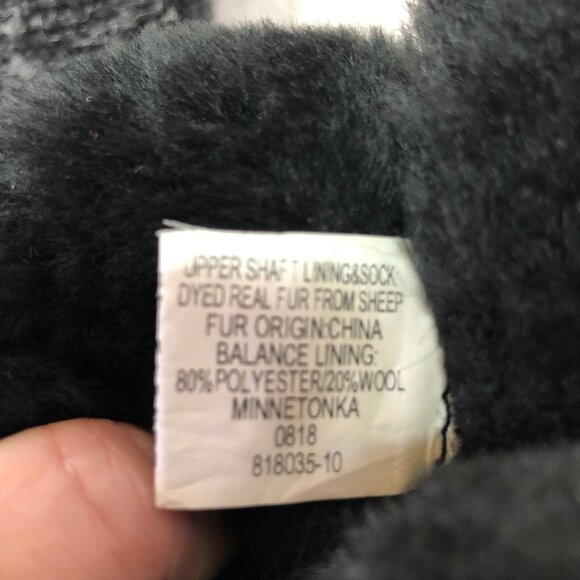 UPPER SHAFT LINING&SOCK:
DYED REAL FUR FROM SHEEP
FUR ORIGIN:CHINA
BALANCE LINING:
80%POLYESTER/20%WOOL
MINNETONKA
0818
818035-10